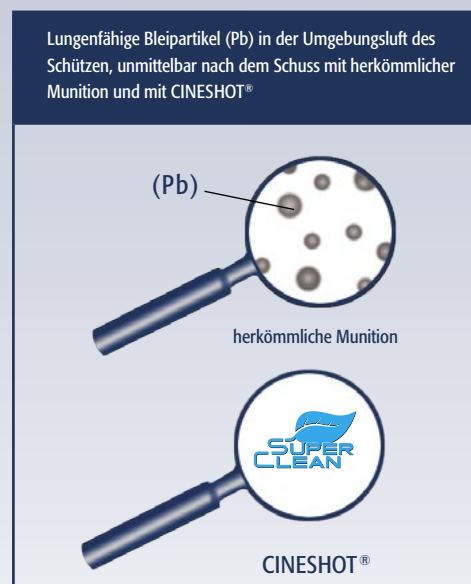 Lungenfähige Bleipartikel (Pb) in der Umgebungsluft des
Schützen, unmittelbar nach dem Schuss mit herkömmlicher
Munition und mit CINESHOT®
(Pb)
herkömmliche Munition
SUPER
CLEAN
CINESHOT®